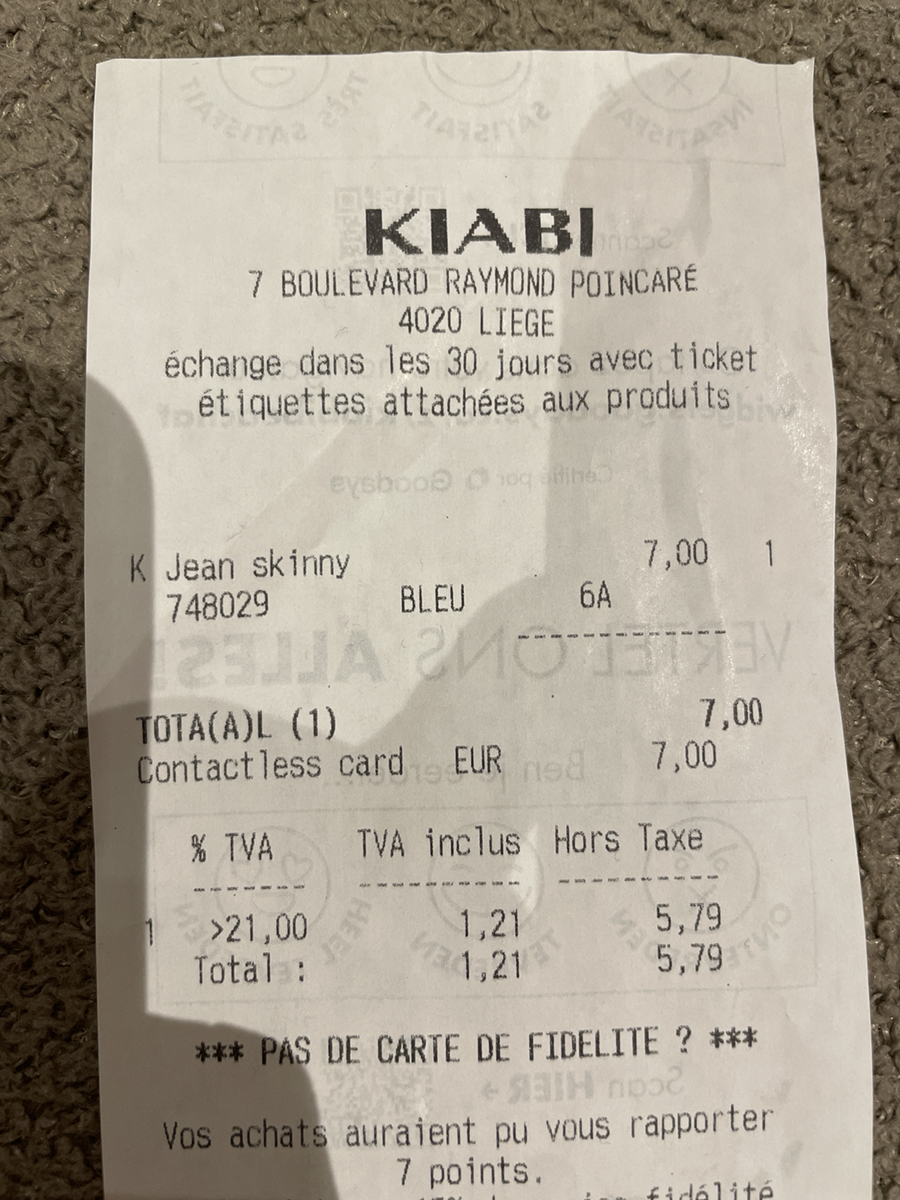 KIABI
7 BOULEVARD RAYMOND POINCARÉ
4020 LIEGE
échange dans les 30 jours avec ticket
étiquettes attachées aux produits
K Jean skinny 7,00 1
748029 BLEU 6A
TOTA(A)L (1) 7,00
Contactless card EUR 7,00
% TVA TVA inclus Hors Taxe
1 >21,00 1,21 5,79
Total : 1,21 5,79
*** PAS DE CARTE DE FIDELITE ? ***
Vos achats auraient pu vous rapporter
7 points.
fidélité